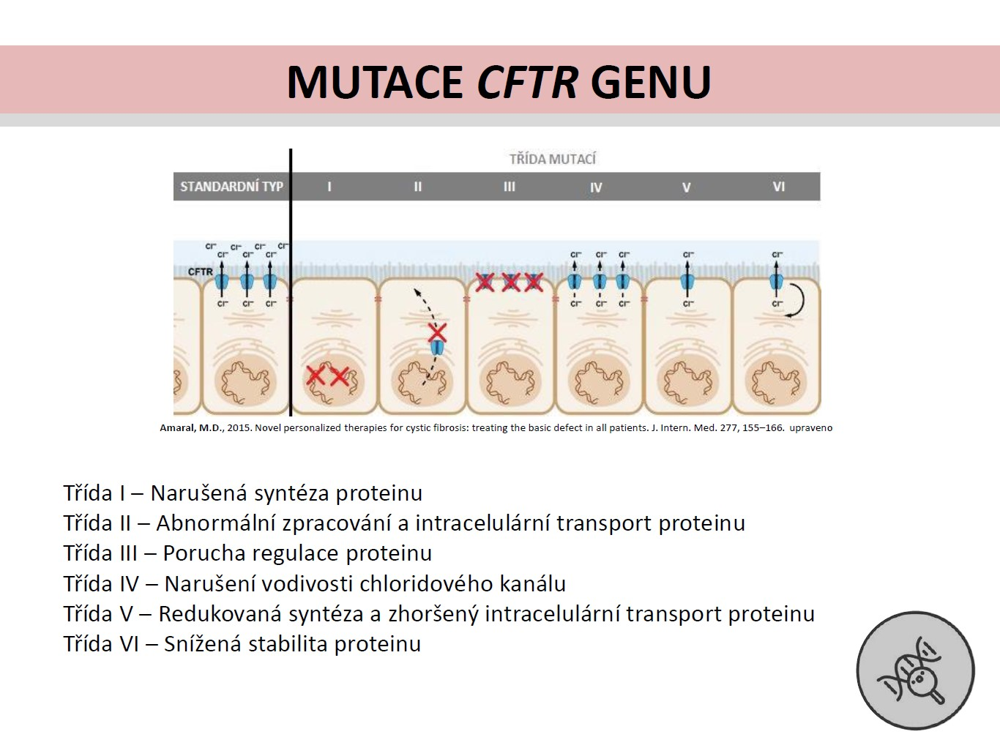 MUTACE CFTR GENU
TŘÍDA MUTACÍ
STANDARDNÍ TYP I II III IV V VI
Cl⁻ Cl⁻ Cl⁻ Cl⁻
Cl⁻ Cl⁻ Cl⁻ Cl⁻ Cl⁻ Cl⁻ Cl⁻ Cl⁻
CFTR
Cl⁻ Cl⁻ Cl⁻ Cl⁻ Cl⁻ Cl⁻ Cl⁻ Cl⁻
Amaral, M.D., 2015. Novel personalized therapies for cystic fibrosis: treating the basic defect in all patients. J. Intern. Med. 277, 155–166. upraveno
Třída I – Narušená syntéza proteinu
Třída II – Abnormální zpracování a intracelulární transport proteinu
Třída III – Porucha regulace proteinu
Třída IV – Narušení vodivosti chloridového kanálu
Třída V – Redukovaná syntéza a zhoršený intracelulární transport proteinu
Třída VI – Snížená stabilita proteinu